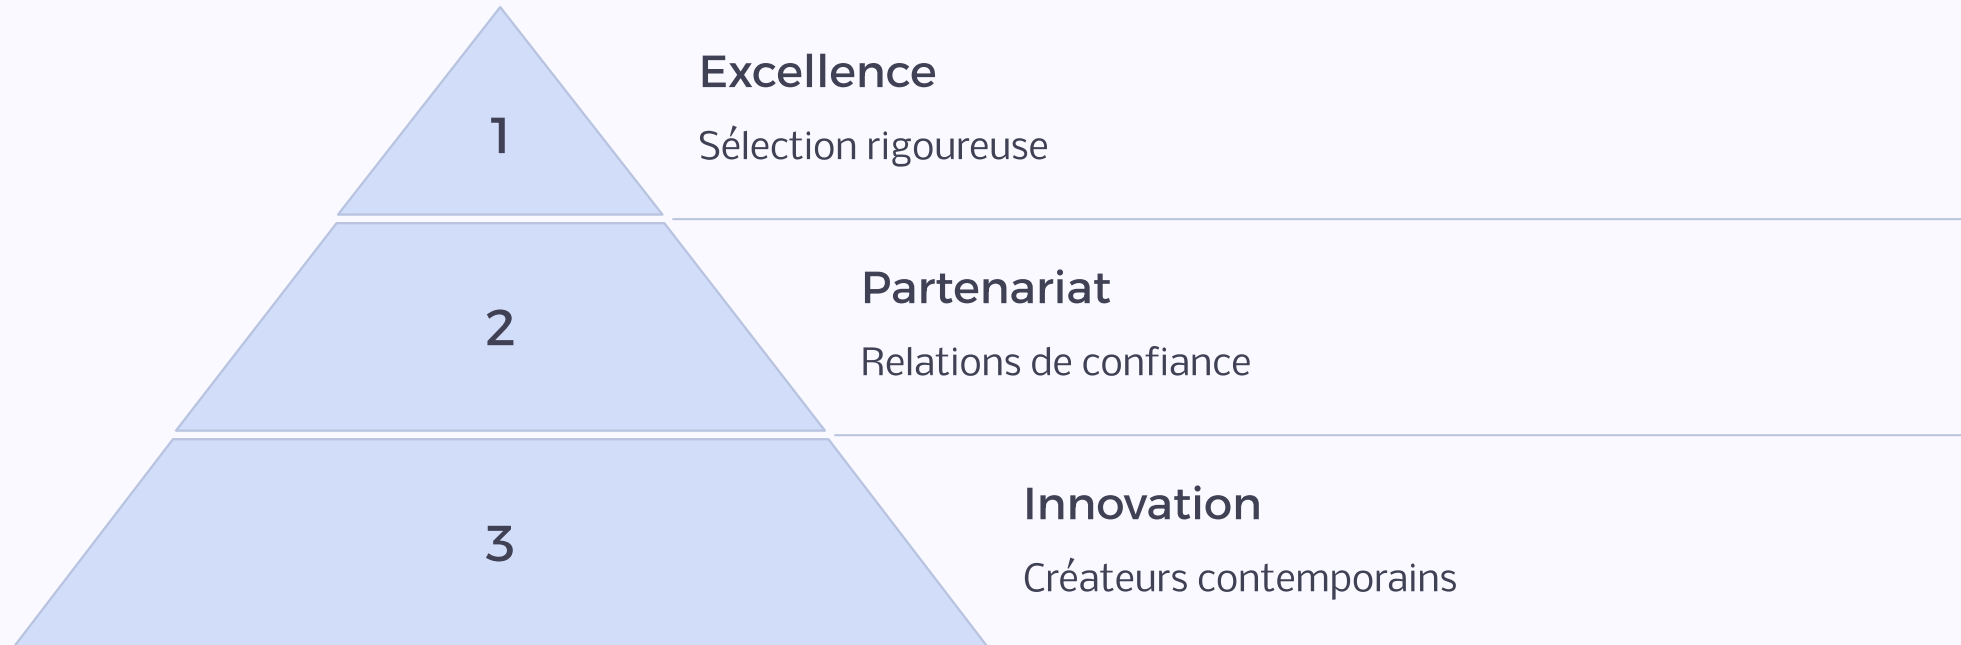 1
Excellence
Sélection rigoureuse
2
Partenariat
Relations de confiance
3
Innovation
Créateurs contemporains